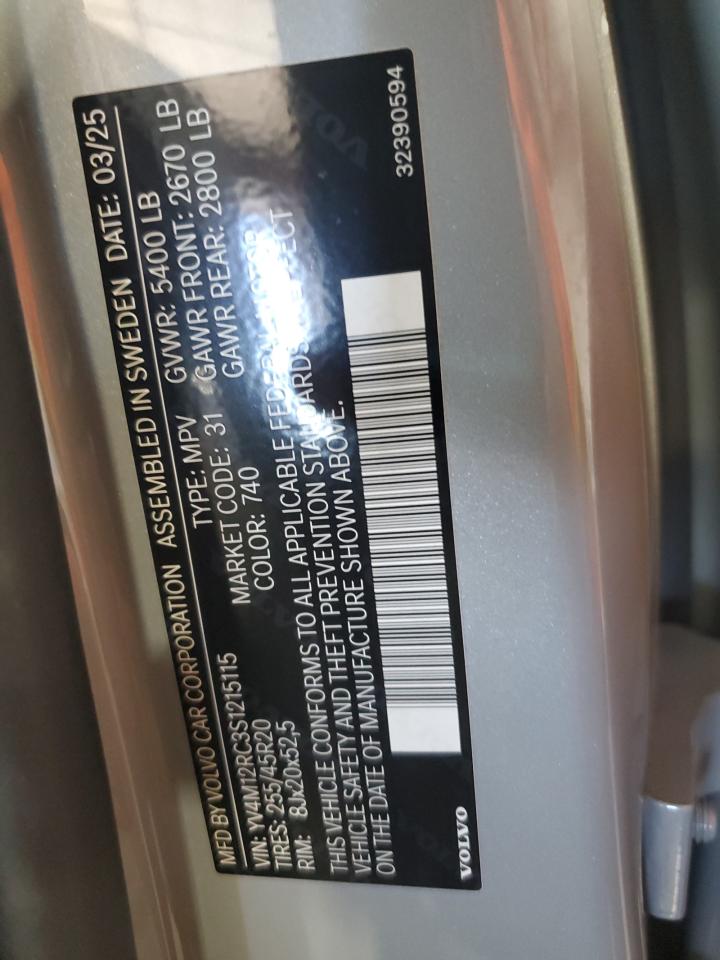 MFD BY VOLVO CAR CORPORATION ASSEMBLED IN SWEDEN DATE: 03/25
VIN: YV4M12RC3S1215115 TYPE: MPV GVWR: 5400 LB
TIRES: 255/45R20 MARKET CODE: 31 GAWR FRONT: 2670 LB
RIM: 8Jx20x52,5 COLOR: 740 GAWR REAR: 2800 LB
THIS VEHICLE CONFORMS TO ALL APPLICABLE FEDERAL MOTOR
VEHICLE SAFETY AND THEFT PREVENTION STANDARDS IN EFFECT
ON THE DATE OF MANUFACTURE SHOWN ABOVE.
VOLVO 32390594